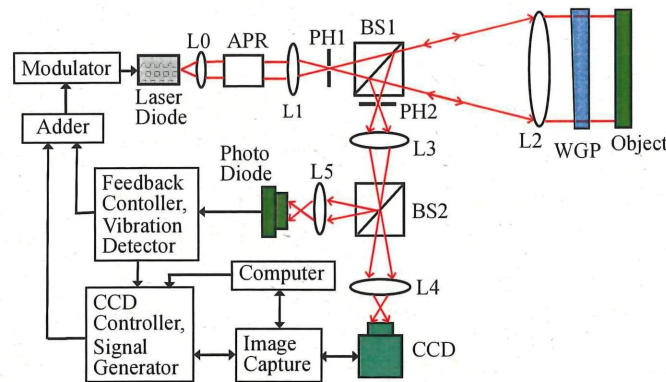 L0
APR
PH1
BS1
Modulator
Laser
Diode
L1
PH2
L2
WGP
Object
Adder
L3
Photo
Diode
L5
Feedback
Contoller,
Vibration
Detector
BS2
Computer
L4
CCD
Controller,
Signal
Generator
Image
Capture
CCD